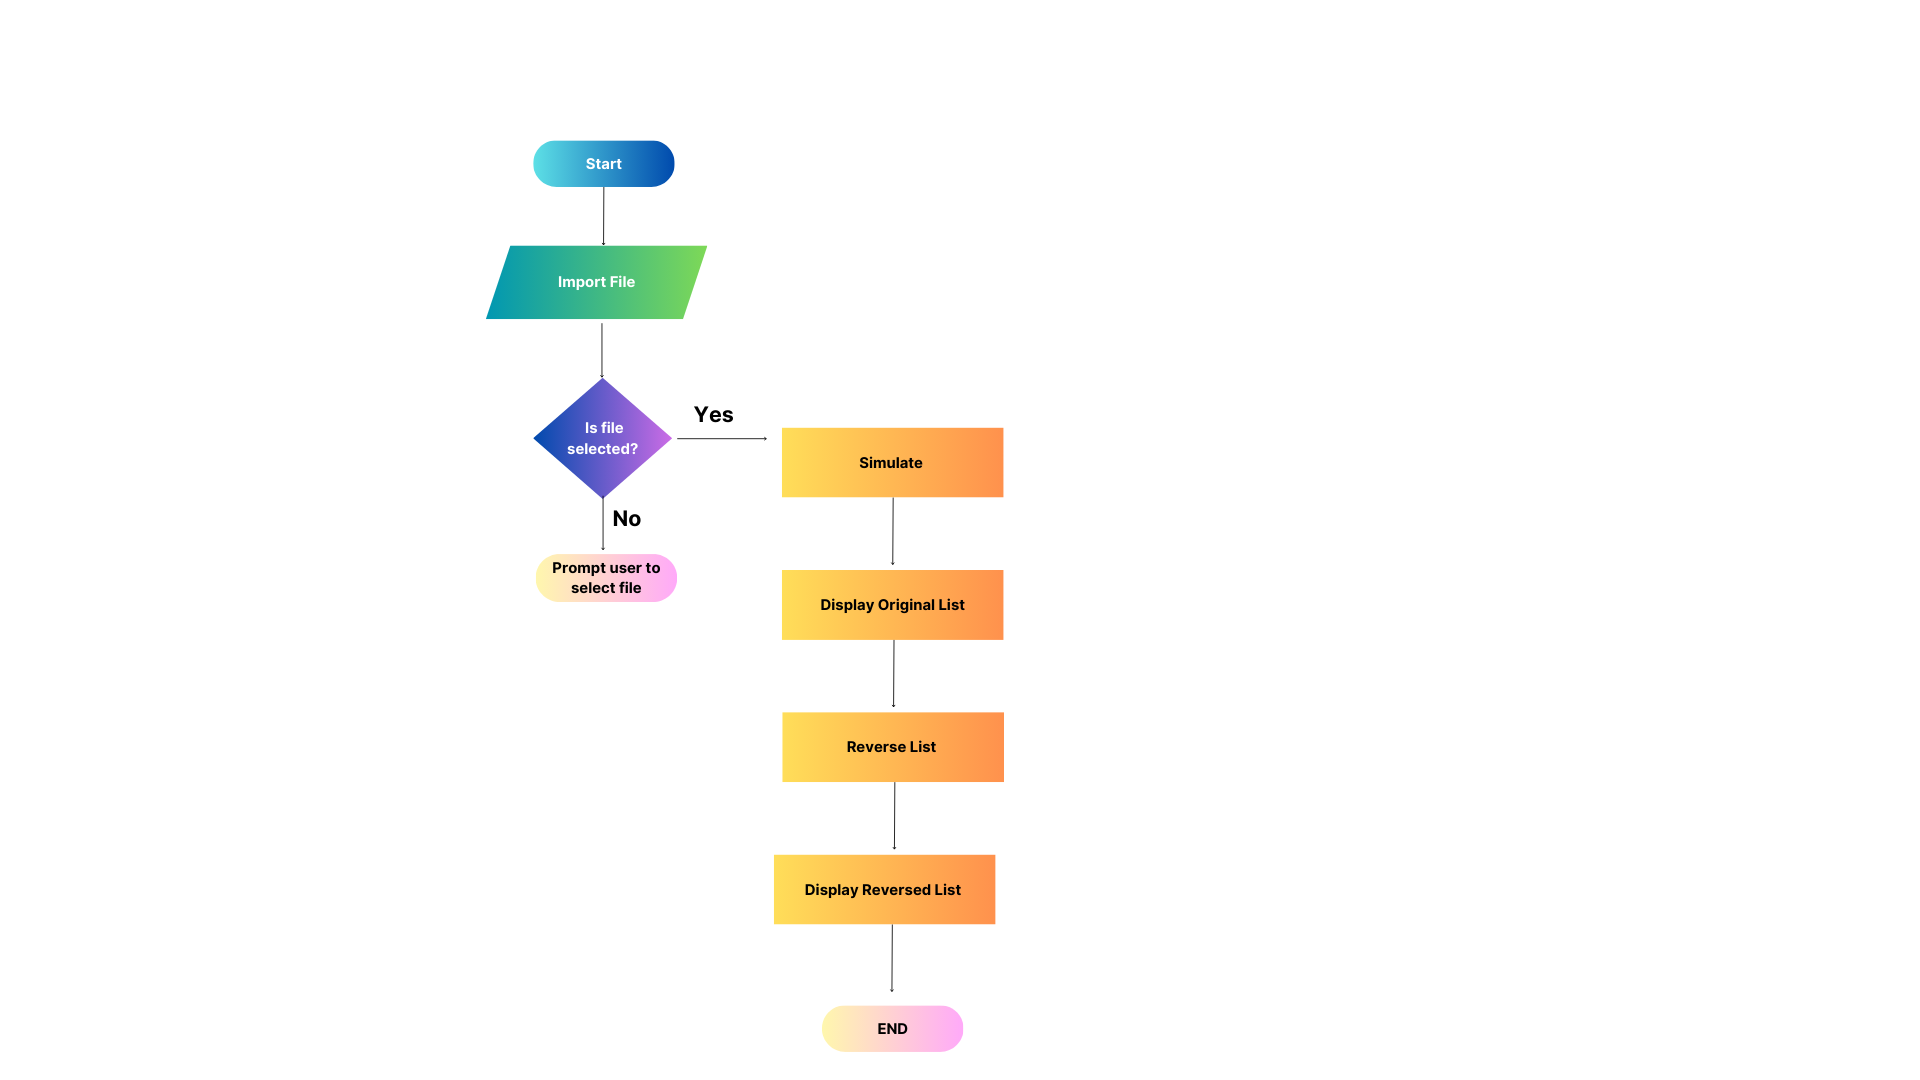 Start
Import File
Is file
selected?
Yes
No
Prompt user to
select file
Simulate
Display Original List
Reverse List
Display Reversed List
END